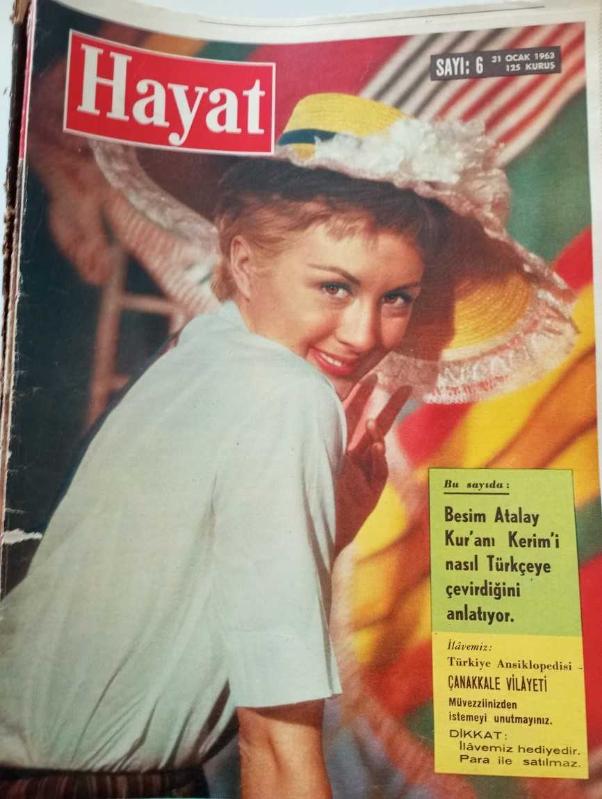 Hayat
SAYI: 6
31 OCAK 1963
125 KURUŞ
Bu sayıda:
Besim Atalay
Kur'anı Kerim'i
nasıl Türkçeye
çevirdiğini
anlatıyor.
İlâvemiz:
Türkiye Ansiklopedisi -
ÇANAKKALE VİLÂYETİ
Müvezziinizden
istemeyi unutmayınız.
DİKKAT:
İlâvemiz hediyedir.
Para ile satılmaz.